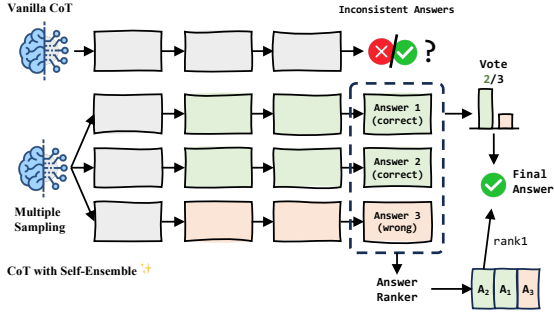 Vanilla CoT
Inconsistent Answers
/ ?
Vote
2/3
Answer 1
(correct)
Answer 2
(correct)
Final
Answer
Multiple
Sampling
Answer 3
(wrong)
rank1
CoT with Self-Ensemble
Answer
Ranker
A2 A1 A3